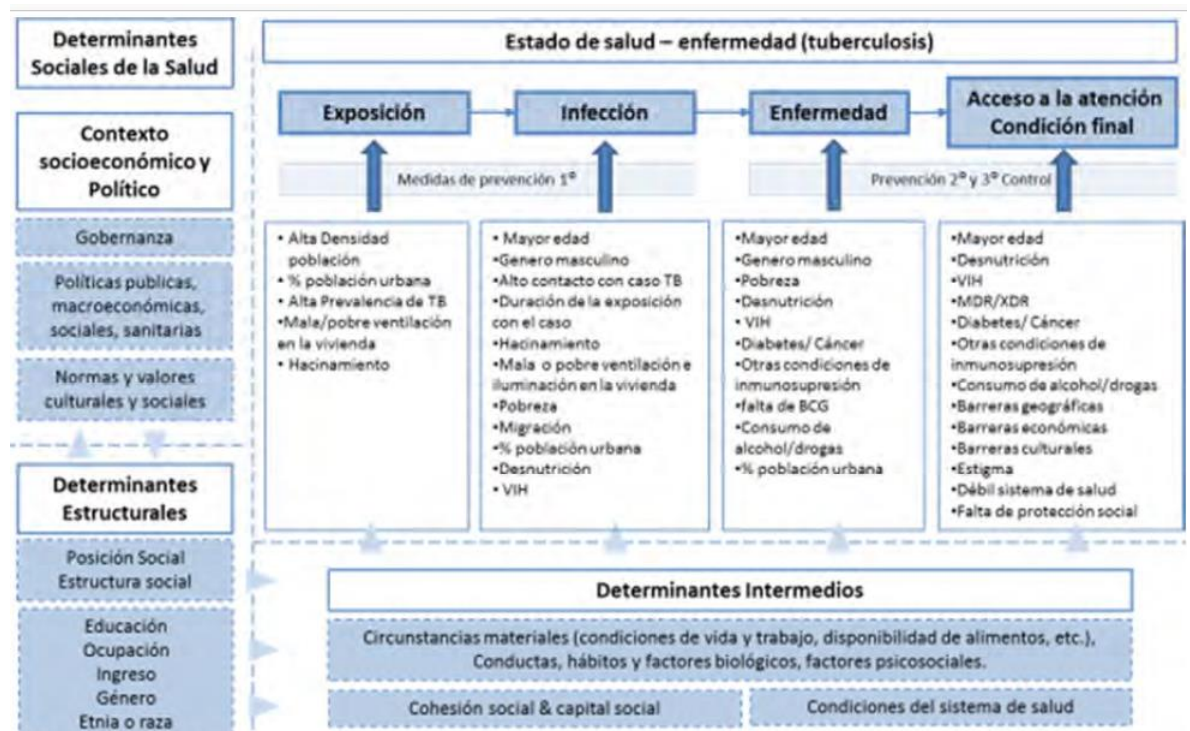 Determinantes
Sociales de la Salud
Contexto
socioeconómico y
Político
Gobernanza
Políticas publicas,
macroeconómicas,
sociales, sanitarias
Normas y valores
culturales y sociales
Determinantes
Estructurales
Posición Social
Estructura social
Educación
Ocupación
Ingreso
Género
Etnia o raza
Estado de salud – enfermedad (tuberculosis)
Exposición
Infección
Enfermedad
Acceso a la atención
Condición final
Medidas de prevención 1º
Prevención 2º y 3º Control
• Alta Densidad
población
• % población urbana
• Alta Prevalencia de TB
•Mala/pobre ventilación
en la vivienda
• Hacinamiento
• Mayor edad
•Genero masculino
•Alto contacto con caso TB
•Duración de la exposición
con el caso
•Hacinamiento
•Mala o pobre ventilación e
iluminación en la vivienda
•Pobreza
•Migración
•% población urbana
•Desnutrición
• VIH
•Mayor edad
•Genero masculino
•Pobreza
•Desnutrición
• VIH
•Diabetes/ Cáncer
•Otras condiciones de
inmunosupresión
•falta de BCG
•Consumo de
alcohol/drogas
•% población urbana
•Mayor edad
•Desnutrición
•VIH
•MDR/XDR
•Diabetes/ Cáncer
•Otras condiciones de
inmunosupresión
•Consumo de alcohol/drogas
•Barreras geográficas
•Barreras económicas
•Barreras culturales
•Estigma
•Débil sistema de salud
•Falta de protección social
Determinantes Intermedios
Circunstancias materiales (condiciones de vida y trabajo, disponibilidad de alimentos, etc.),
Conductas, hábitos y factores biológicos, factores psicosociales.
Cohesión social & capital social
Condiciones del sistema de salud